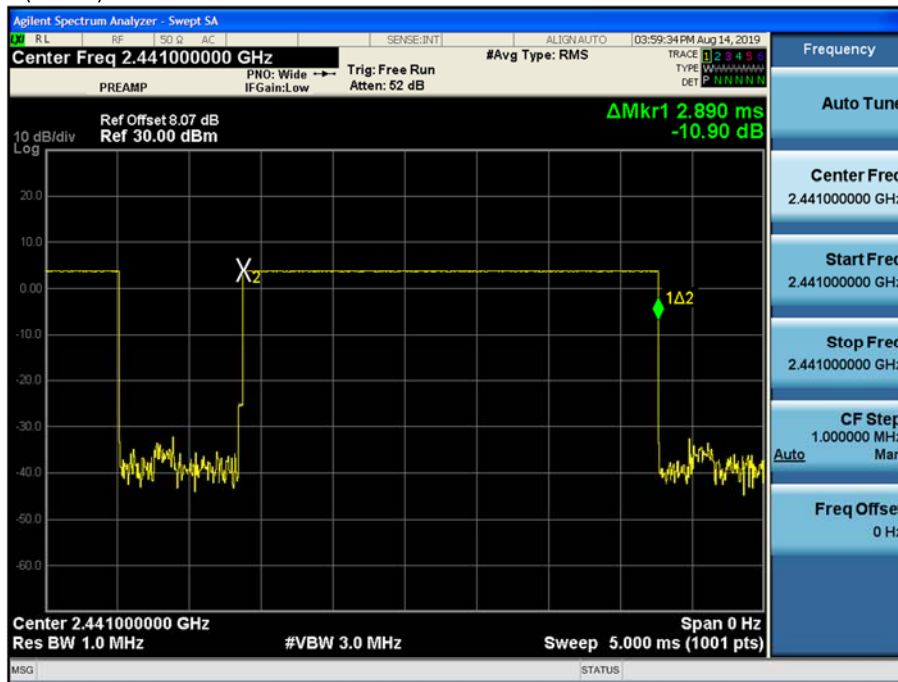 Agilent Spectrum Analyzer - Swept SA
LXI RL RF 50 Ω AC SENSE:INT ALIGNAUTO 03:59:34 PM Aug 14, 2019
Center Freq 2.441000000 GHz #Avg Type: RMS TRACE 1 2 3 4 5 6
PNO: Wide Trig: Free Run TYPE
PREAMP IFGain:Low Atten: 52 dB DET P N N N N N
Frequency
ΔMkr1 2.890 ms
-10.90 dB
Ref Offset 8.07 dB
10 dB/div Ref 30.00 dBm
Log
20.0
10.0
0.00
-10.0
-20.0
-30.0
-40.0
-50.0
-60.0
X2
1Δ2
Center 2.441000000 GHz Span 0 Hz
Res BW 1.0 MHz #VBW 3.0 MHz Sweep 5.000 ms (1001 pts)
MSG STATUS
Auto Tune
Center Freq
2.441000000 GHz
Start Freq
2.441000000 GHz
Stop Freq
2.441000000 GHz
CF Step
1.000000 MHz
Auto Man
Freq Offset
0 Hz